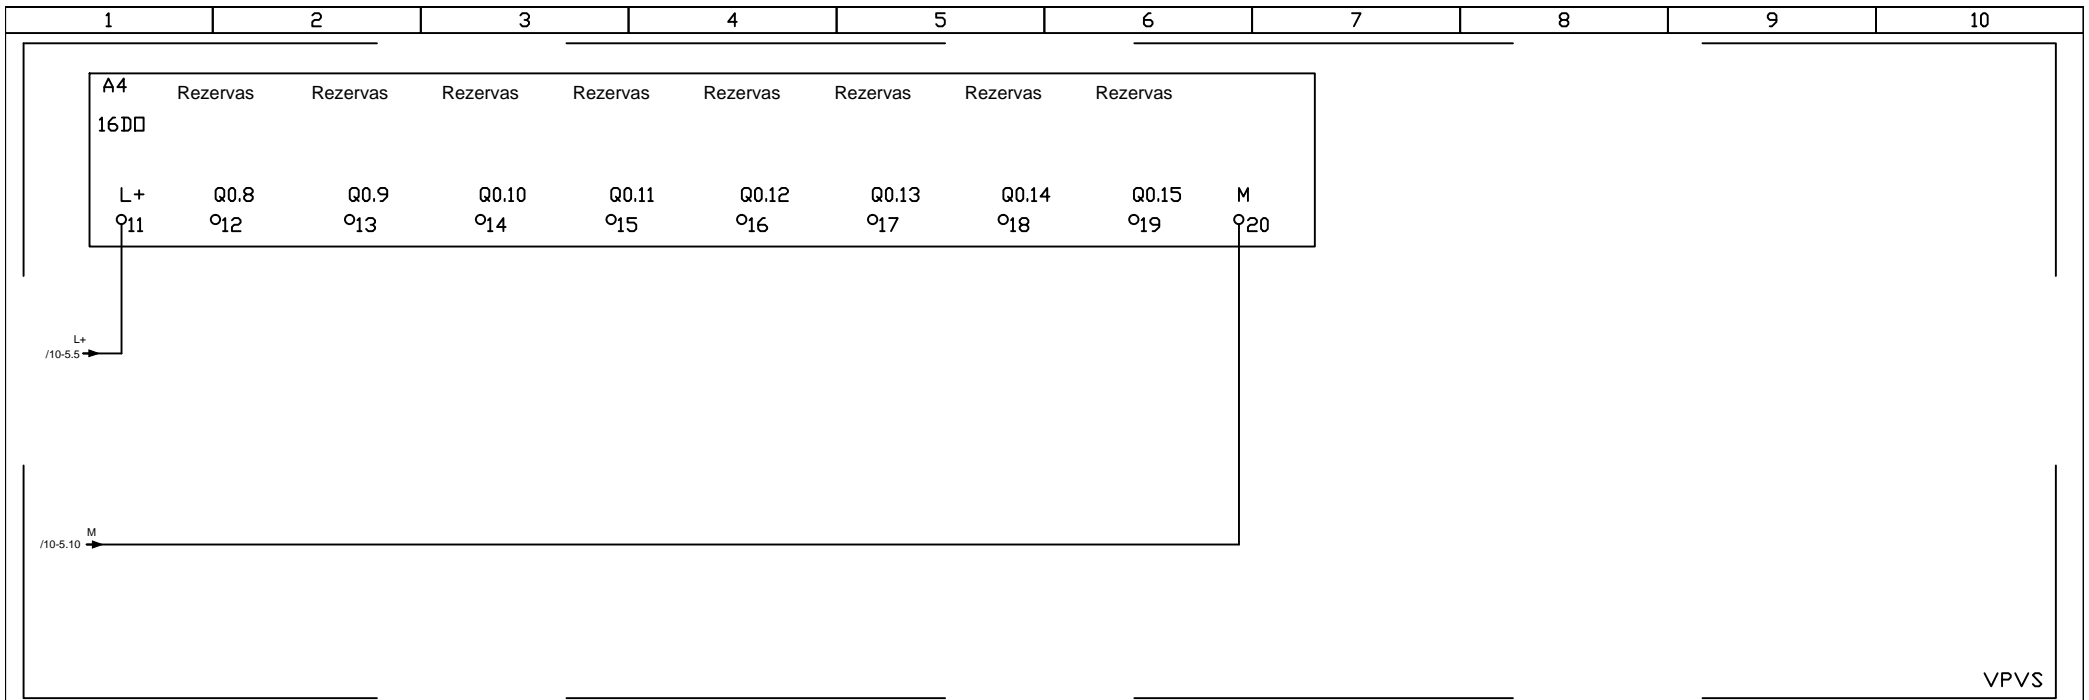 1 2 3 4 5 6 7 8 9 10
A4 Rezervas Rezervas Rezervas Rezervas Rezervas Rezervas Rezervas Rezervas
16DO
L+ Q0.8 Q0.9 Q0.10 Q0.11 Q0.12 Q0.13 Q0.14 Q0.15 M
11 12 13 14 15 16 17 18 19 20
L+
/10-5.5
M
/10-5.10
VPVS